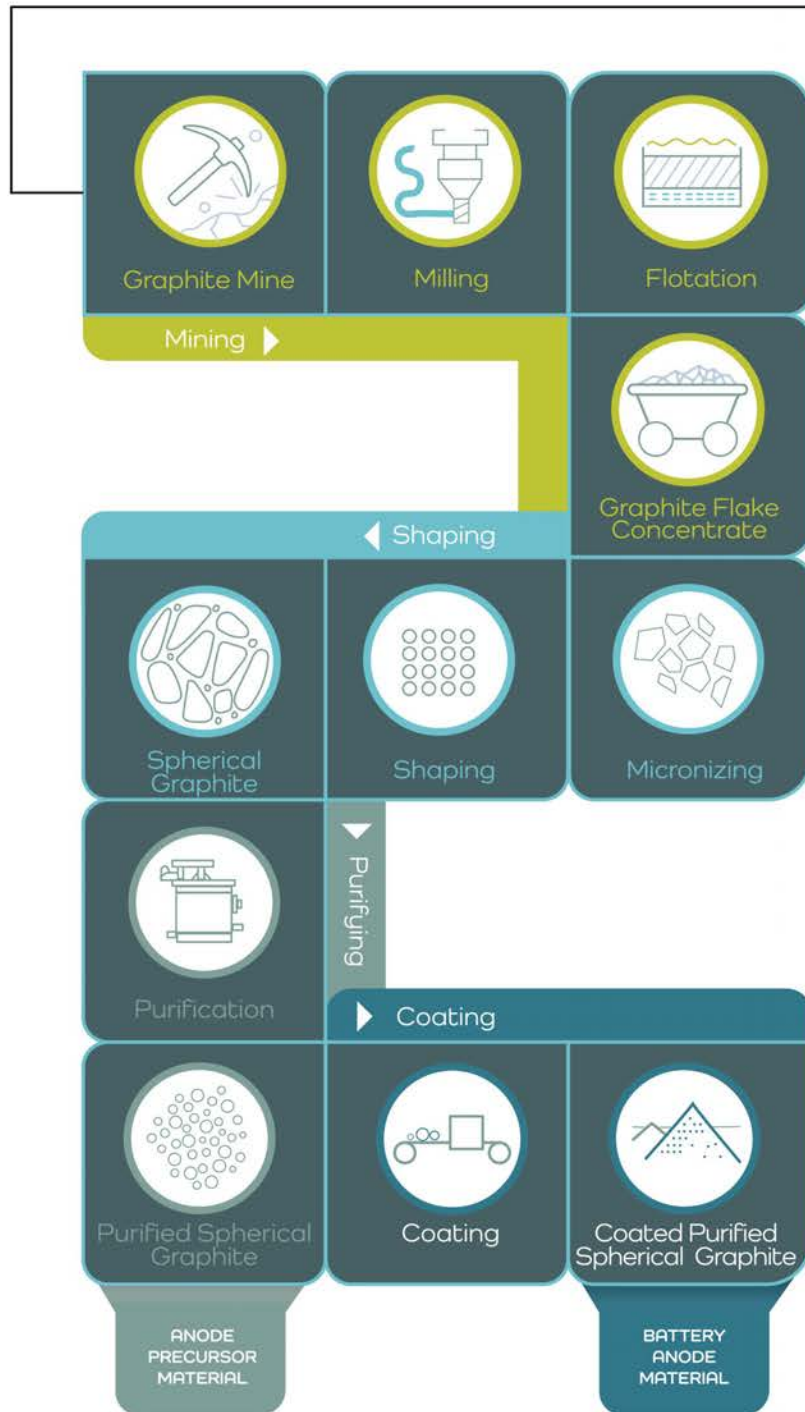 Graphite Mine
Milling
Flotation
Mining
Graphite Flake
Concentrate
Shaping
Spherical
Graphite
Shaping
Micronizing
Purification
Purifying
Coating
Purified Spherical
Graphite
Coating
Coated Purified
Spherical Graphite
ANODE
PRECURSOR
MATERIAL
BATTERY
ANODE
MATERIAL